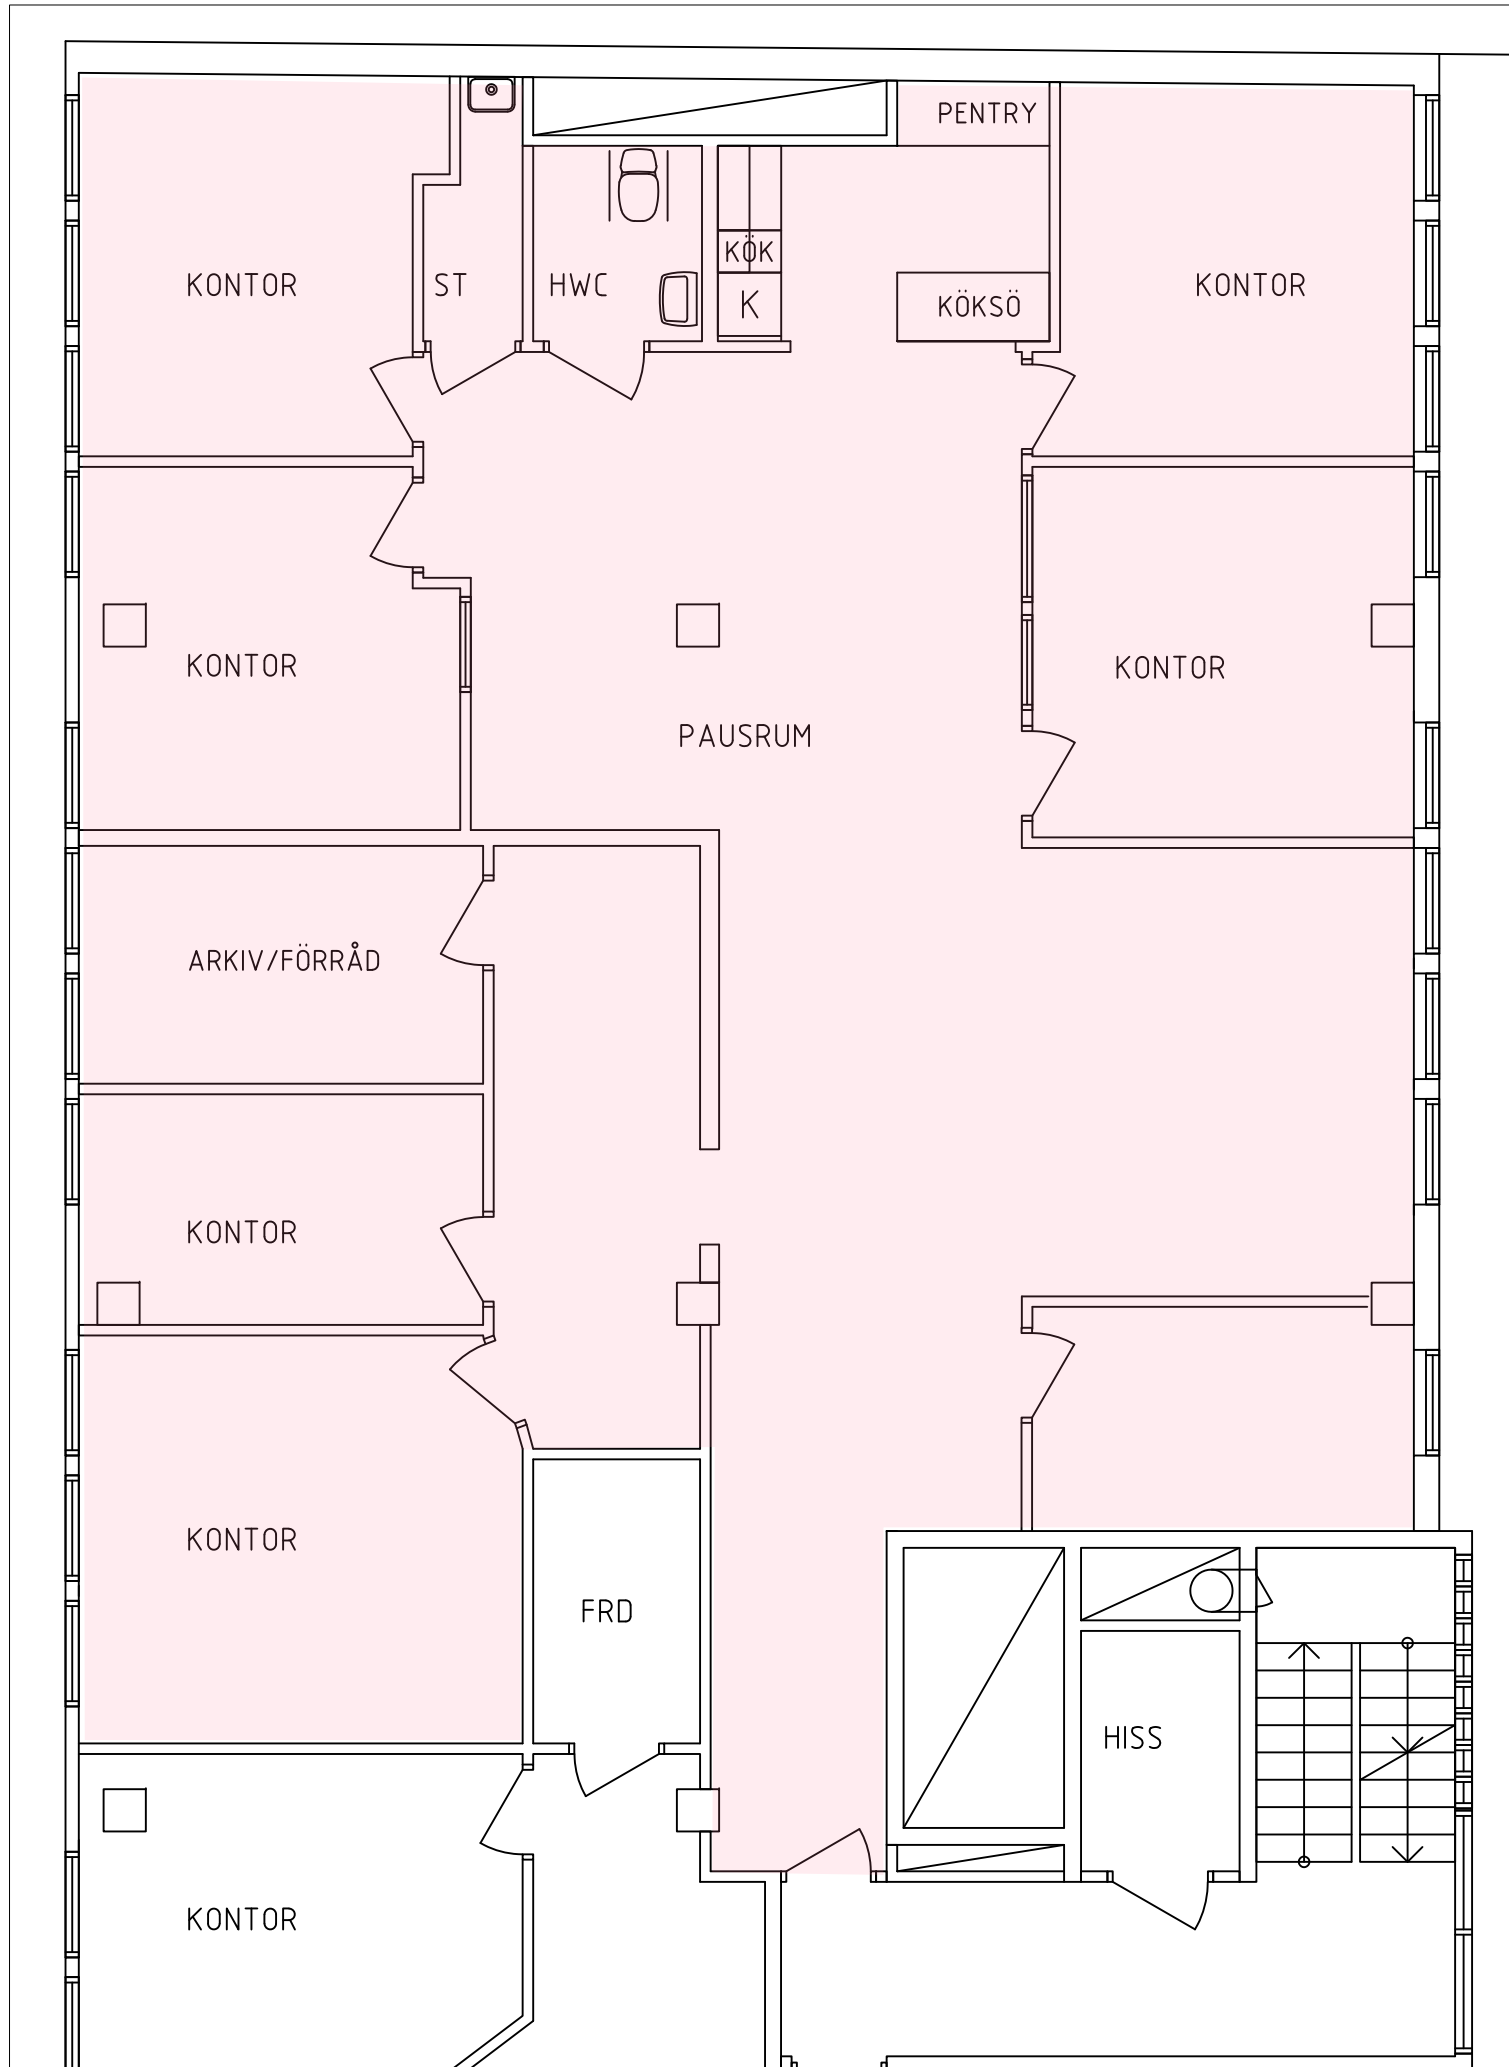 PENTRY
KÖK
KONTOR
ST
HWC
KONTOR
K
KÖKSÖ
KONTOR
KONTOR
PAUSRUM
ARKIV/FÖRRÅD
KONTOR
KONTOR
FRD
HISS
KONTOR